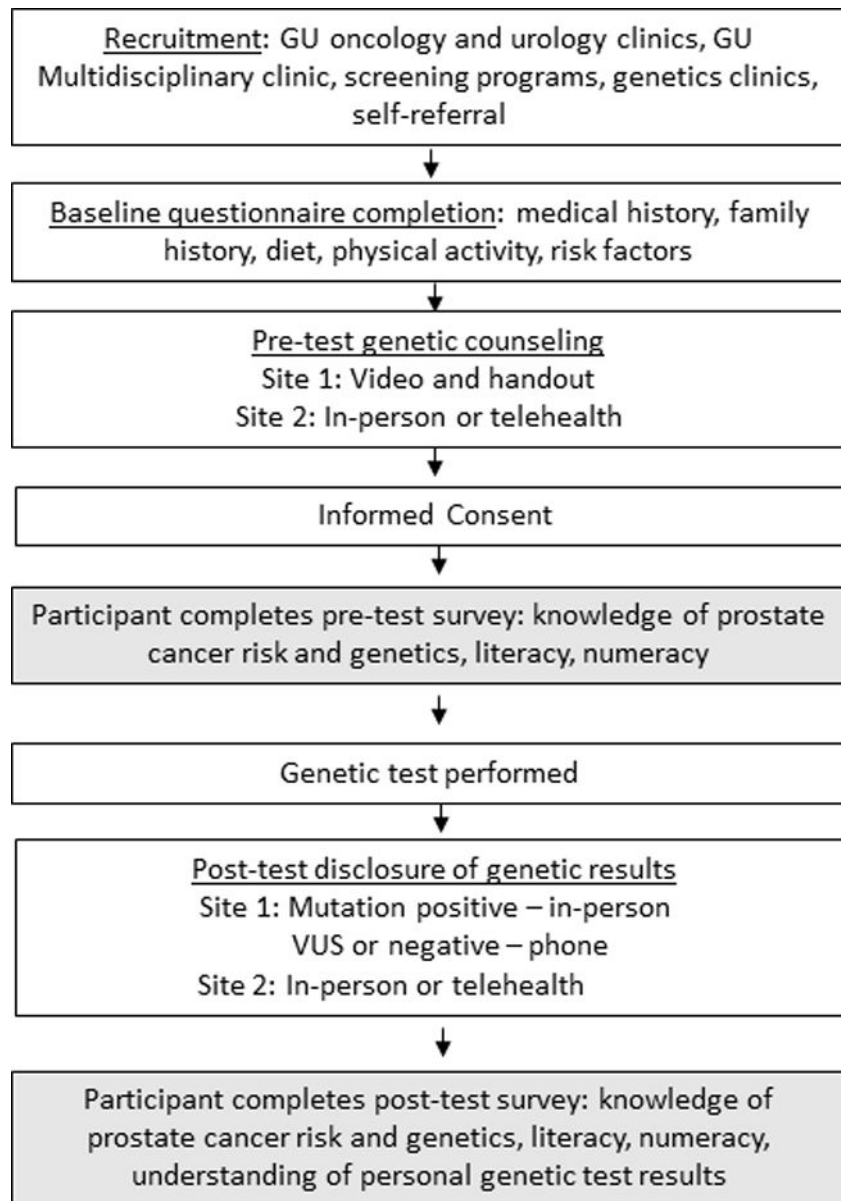 Recruitment: GU oncology and urology clinics, GU
Multidisciplinary clinic, screening programs, genetics clinics,
self-referral
Baseline questionnaire completion: medical history, family
history, diet, physical activity, risk factors
Pre-test genetic counseling
Site 1: Video and handout
Site 2: In-person or telehealth
Informed Consent
Participant completes pre-test survey: knowledge of prostate
cancer risk and genetics, literacy, numeracy
Genetic test performed
Post-test disclosure of genetic results
Site 1: Mutation positive – in-person
VUS or negative – phone
Site 2: In-person or telehealth
Participant completes post-test survey: knowledge of
prostate cancer risk and genetics, literacy, numeracy,
understanding of personal genetic test results